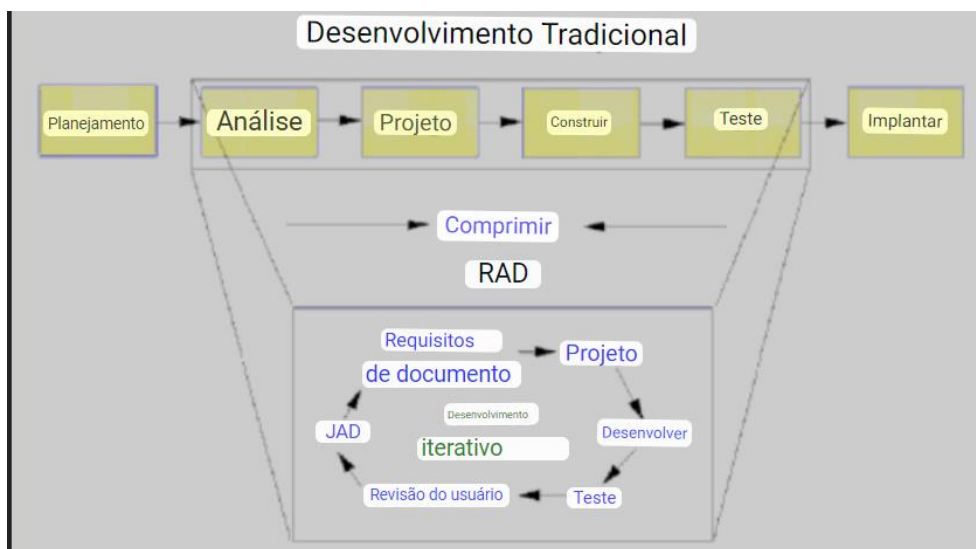 Desenvolvimento Tradicional
Planejamento
Análise
Projeto
Construir
Teste
Implantar
Comprimir
RAD
Requisitos
de documento
Projeto
Desenvolvimento
iterativo
JAD
Desenvolver
Revisão do usuário
Teste